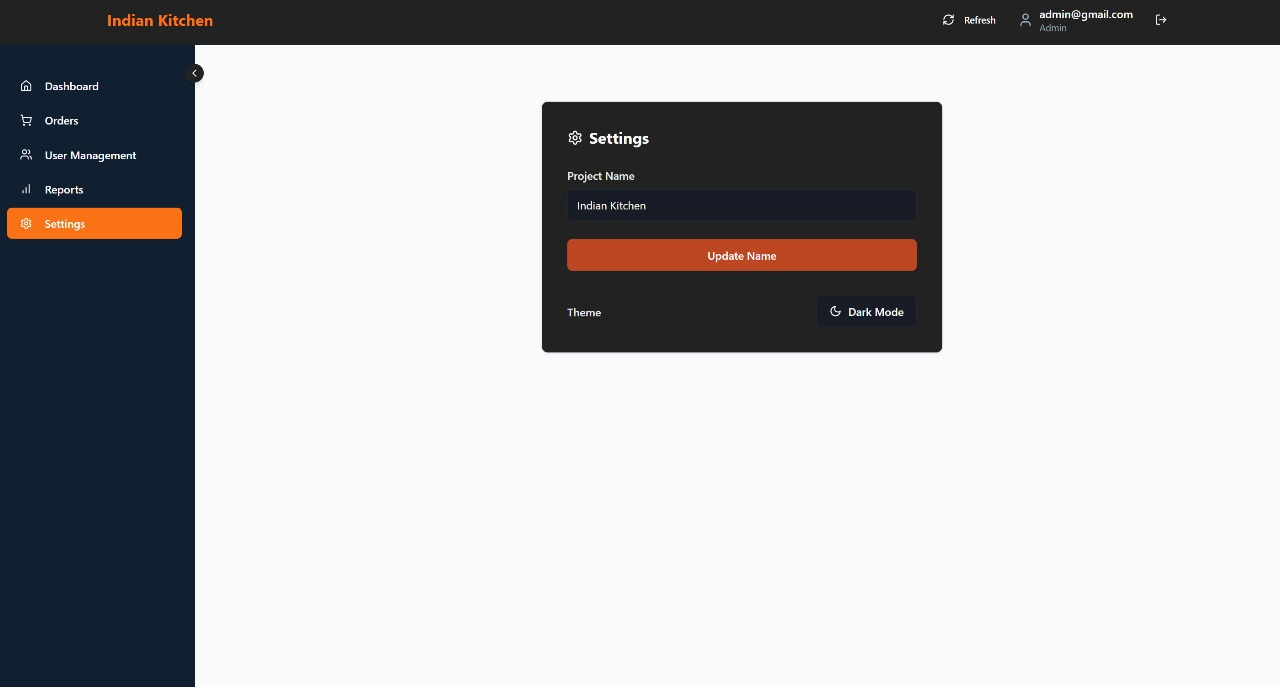 Indian Kitchen
Refresh
admin@gmail.com
Admin
Dashboard
Orders
User Management
Reports
Settings
Settings
Project Name
Indian Kitchen
Update Name
Theme
Dark Mode